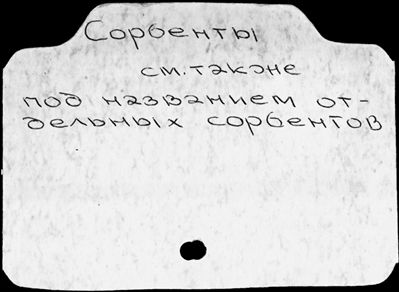 Сорбенты
см. также
под названием от-
дельных сорбентов